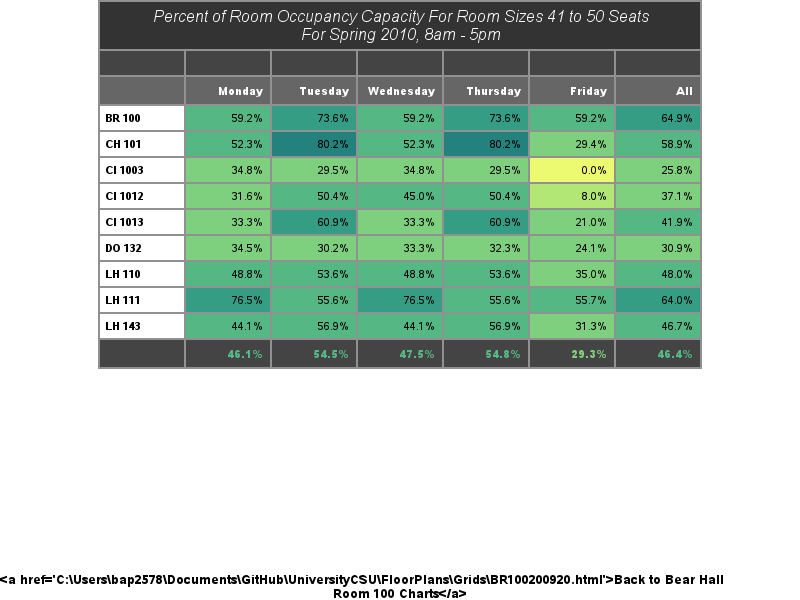 Percent of Room Occupancy Capacity For Room Sizes 41 to 50 Seats
For Spring 2010, 8am - 5pm
Monday Tuesday Wednesday Thursday Friday All
BR 100 59.2% 73.6% 59.2% 73.6% 59.2% 64.9%
CH 101 52.3% 80.2% 52.3% 80.2% 29.4% 58.9%
CI 1003 34.8% 29.5% 34.8% 29.5% 0.0% 25.8%
CI 1012 31.6% 50.4% 45.0% 50.4% 8.0% 37.1%
CI 1013 33.3% 60.9% 33.3% 60.9% 21.0% 41.9%
DO 132 34.5% 30.2% 33.3% 32.3% 24.1% 30.9%
LH 110 48.8% 53.6% 48.8% 53.6% 35.0% 48.0%
LH 111 76.5% 55.6% 76.5% 55.6% 55.7% 64.0%
LH 143 44.1% 56.9% 44.1% 56.9% 31.3% 46.7%
46.1% 54.5% 47.5% 54.8% 29.3% 46.4%
<a href='C:\Users\bap2578\Documents\GitHub\UniversityCSU\FloorPlans\Grids\BR100200920.html'>Back to Bear Hall
Room 100 Charts</a>